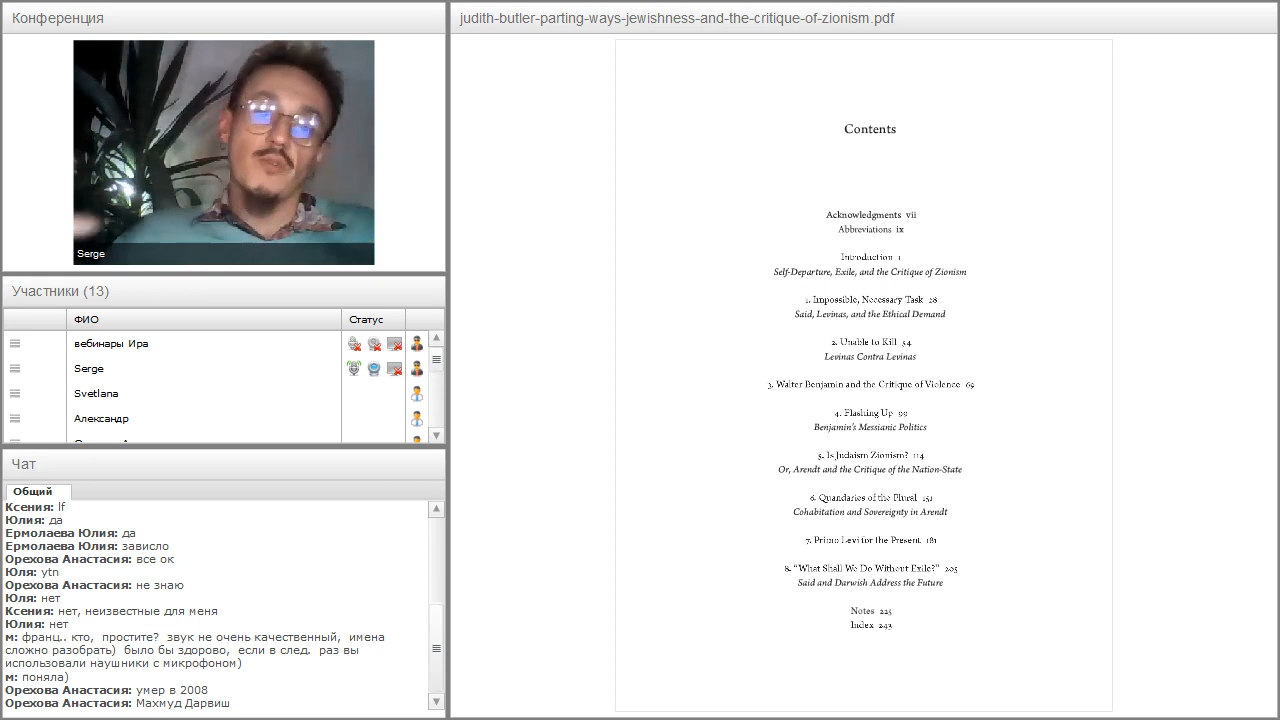 Конференция
Serge
Участники (13)
ФИО
Статус
вебинары Ира
Serge
Svetlana
Александр
Чат
Общий
Ксения: lf
Юлия: да
Ермолаева Юлия: да
Ермолаева Юлия: зависло
Орехова Анастасия: все ок
Юля: ytn
Орехова Анастасия: не знаю
Юля: нет
Ксения: нет, неизвестные для меня
Юлия: нет
м: франц.. кто, простите? звук не очень качественный, имена
сложно разобрать) было бы здорово, если в след. раз вы
использовали наушники с микрофоном)
м: поняла)
Орехова Анастасия: умер в 2008
Орехова Анастасия: Махмуд Дарвиш
judith-butler-parting-ways-jewishness-and-the-critique-of-zionism.pdf
Contents
Acknowledgments vii
Abbreviations ix
Introduction 1
Self-Departure, Exile, and the Critique of Zionism
1. Impossible, Necessary Task 28
Said, Levinas, and the Ethical Demand
2. Unable to Kill 54
Levinas Contra Levinas
3. Walter Benjamin and the Critique of Violence 69
4. Flashing Up 99
Benjamin's Messianic Politics
5. Is Judaism Zionism? 114
Or, Arendt and the Critique of the Nation-State
6. Quandaries of the Plural 151
Cohabitation and Sovereignty in Arendt
7. Primo Levi for the Present 181
8. “What Shall We Do Without Exile?” 205
Said and Darwish Address the Future
Notes 225
Index 243